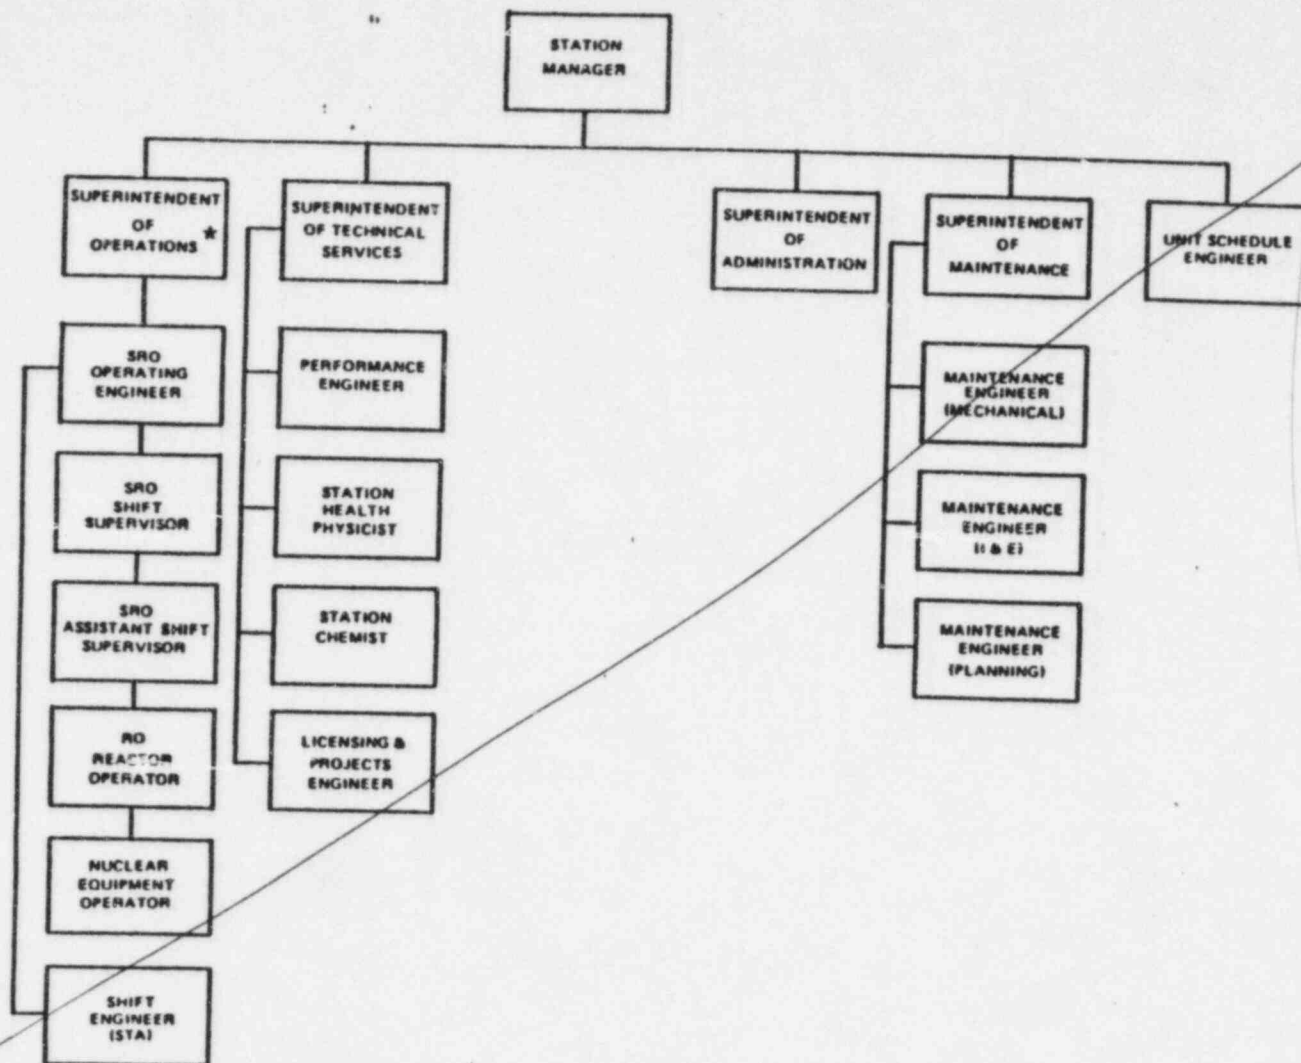 STATION
MANAGER
SUPERINTENDENT
OF
OPERATIONS *
SUPERINTENDENT
OF TECHNICAL
SERVICES
SUPERINTENDENT
OF
ADMINISTRATION
SUPERINTENDENT
OF
MAINTENANCE
UNIT SCHEDULE
ENGINEER
SRO
OPERATING
ENGINEER
PERFORMANCE
ENGINEER
MAINTENANCE
ENGINEER
(MECHANICAL)
SRO
SHIFT
SUPERVISOR
STATION
HEALTH
PHYSICIST
MAINTENANCE
ENGINEER
(I & E)
SRO
ASSISTANT SHIFT
SUPERVISOR
STATION
CHEMIST
MAINTENANCE
ENGINEER
(PLANNING)
RO
REACTOR
OPERATOR
LICENSING &
PROJECTS
ENGINEER
NUCLEAR
EQUIPMENT
OPERATOR
SHIFT
ENGINEER
(STA)